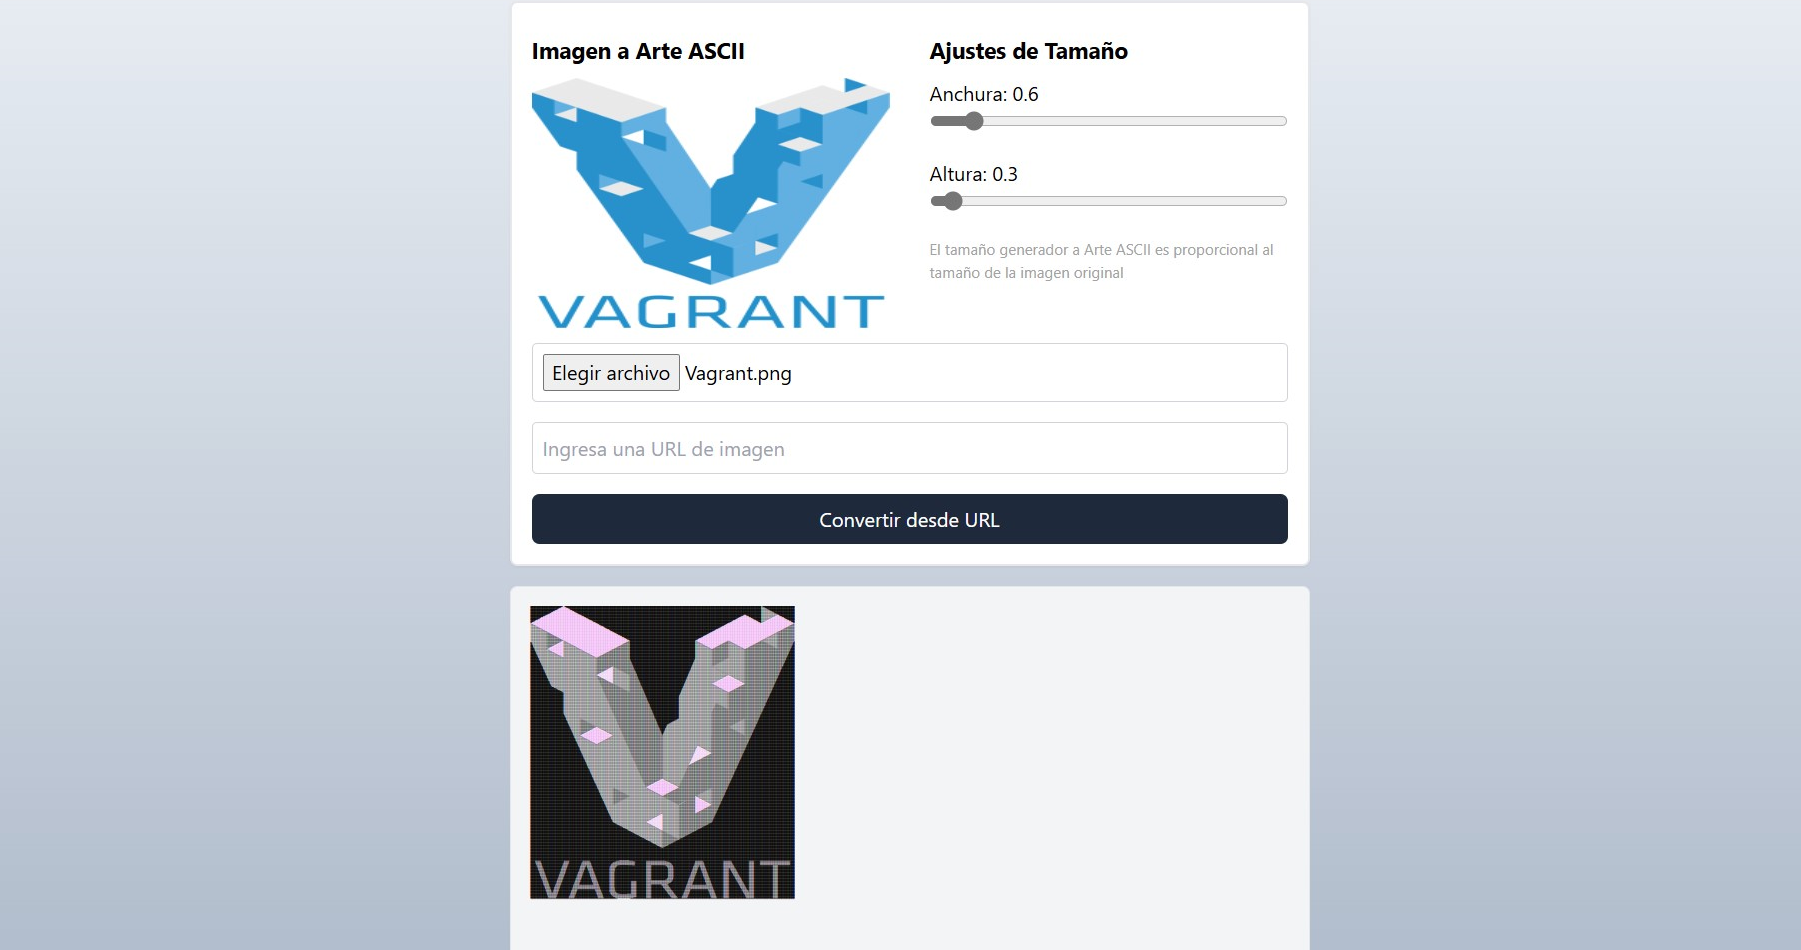 Imagen a Arte ASCII
VAGRANT
Ajustes de Tamaño
Anchura: 0.6
Altura: 0.3
El tamaño generador a Arte ASCII es proporcional al
tamaño de la imagen original
Elegir archivo Vagrant.png
Ingresa una URL de imagen
Convertir desde URL
VAGRANT